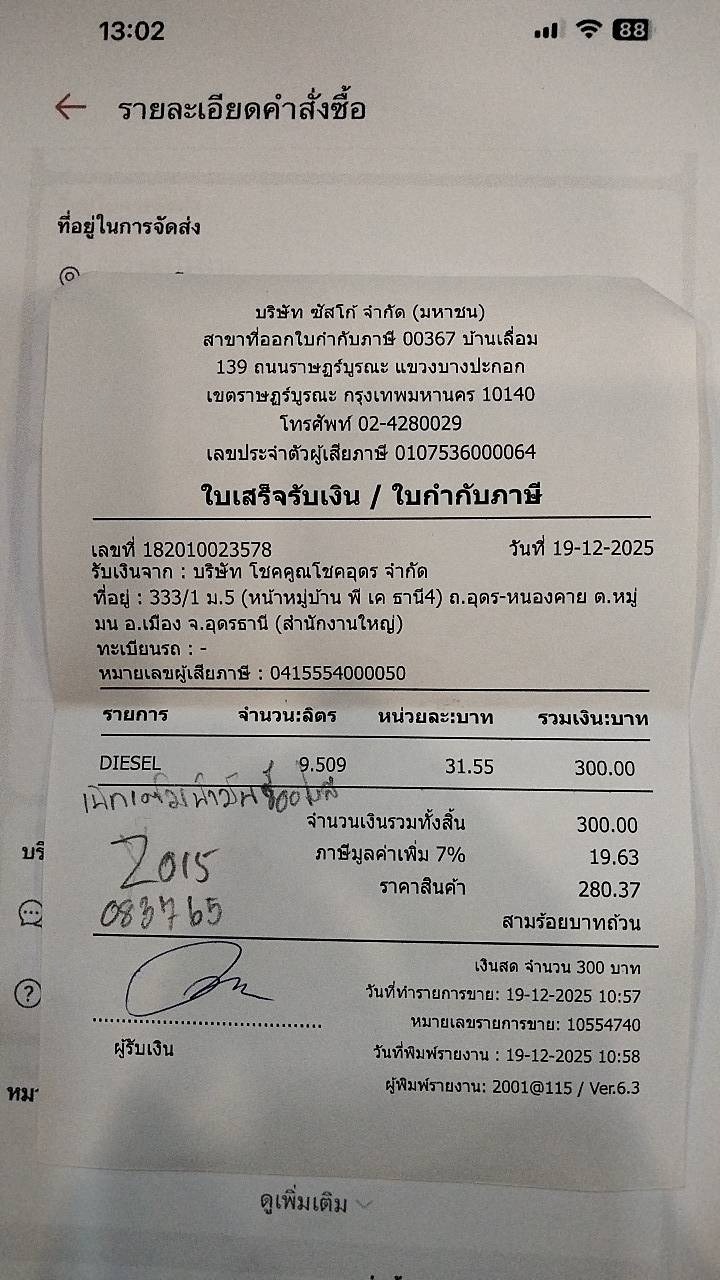 13:02
88
รายละเอียดคำสั่งซื้อ
ที่อยู่ในการจัดส่ง
บริษัท ซัสโก้ จำกัด (มหาชน)
สาขาที่ออกใบกำกับภาษี 00367 บ้านเลื่อม
139 ถนนราษฎร์บูรณะ แขวงบางปะกอก
เขตราษฎร์บูรณะ กรุงเทพมหานคร 10140
โทรศัพท์ 02-4280029
เลขประจำตัวผู้เสียภาษี 0107536000064
ใบเสร็จรับเงิน / ใบกำกับภาษี
เลขที่ 182010023578 วันที่ 19-12-2025
รับเงินจาก : บริษัท โชคคูณโชคอุดร จำกัด
ที่อยู่ : 333/1 ม.5 (หน้าหมู่บ้าน พี เค ธานี4) ถ.อุดร-หนองคาย ต.หมู่
มน อ.เมือง จ.อุดรธานี (สำนักงานใหญ่)
ทะเบียนรถ : -
หมายเลขผู้เสียภาษี : 0415554000050
รายการ จำนวน:ลิตร หน่วยละ:บาท รวมเงิน:บาท
DIESEL 9.509 31.55 300.00
จำนวนเงินรวมทั้งสิ้น 300.00
ภาษีมูลค่าเพิ่ม 7% 19.63
2015
ราคาสินค้า 280.37
083765
สามร้อยบาทถ้วน
เงินสด จำนวน 300 บาท
วันที่ทำรายการขาย: 19-12-2025 10:57
หมายเลขรายการขาย: 10554740
ผู้รับเงิน
วันที่พิมพ์รายงาน : 19-12-2025 10:58
ผู้พิมพ์รายงาน: 2001@115 / Ver.6.3
ดูเพิ่มเติม